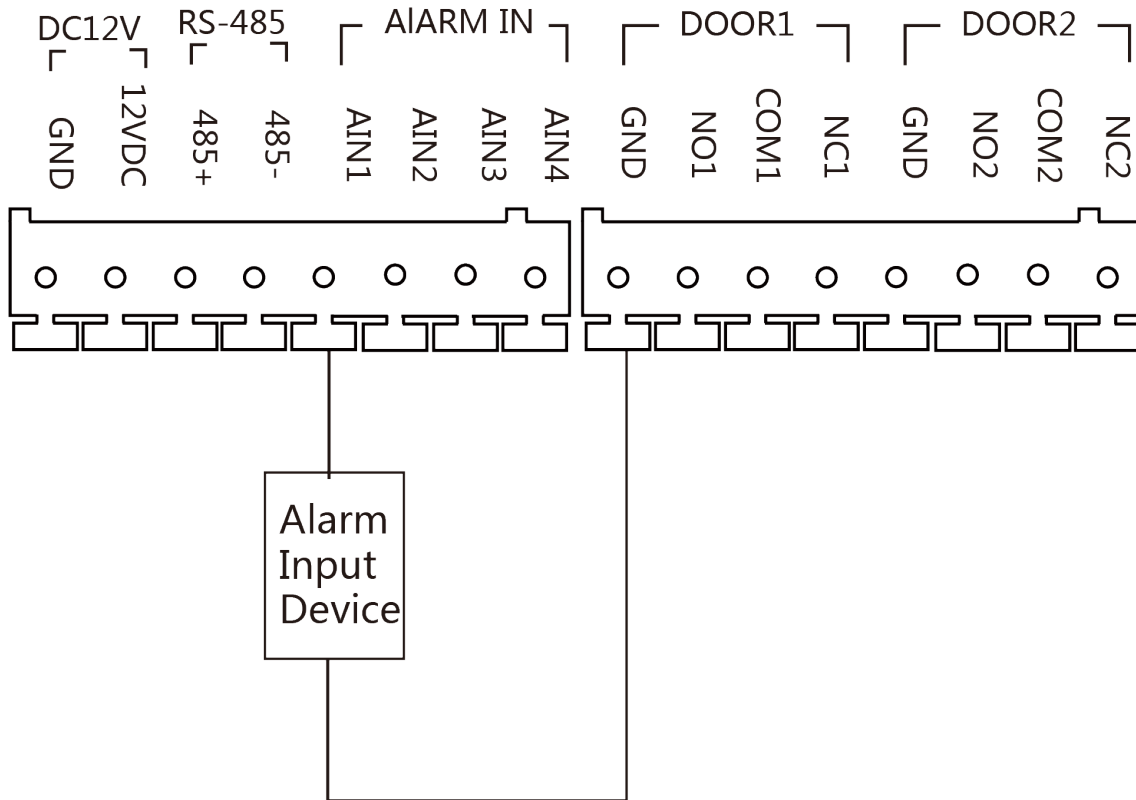 DC12V RS-485 AlARM IN DOOR1 DOOR2
GND 12VDC 485+ 485- AIN1 AIN2 AIN3 AIN4 GND NO1 COM1 NC1 GND NO2 COM2 NC2
Alarm
Input
Device